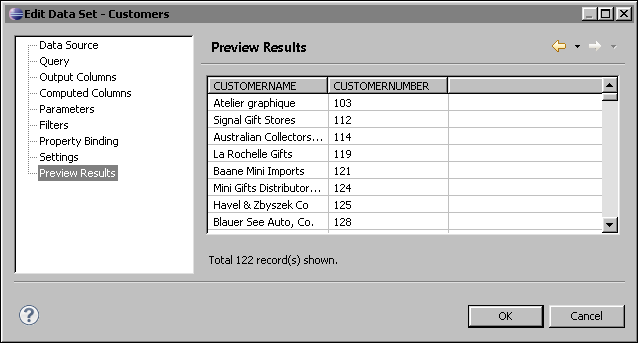 Edit Data Set - Customers
Data Source
Query
Output Columns
Computed Columns
Parameters
Filters
Property Binding
Settings
Preview Results
Preview Results
CUSTOMERNAME CUSTOMERNUMBER
Atelier graphique 103
Signal Gift Stores 112
Australian Collectors... 114
La Rochelle Gifts 119
Baane Mini Imports 121
Mini Gifts Distributor... 124
Havel & Zbyszek Co 125
Blauer See Auto, Co. 128
Total 122 record(s) shown.
?
OK Cancel